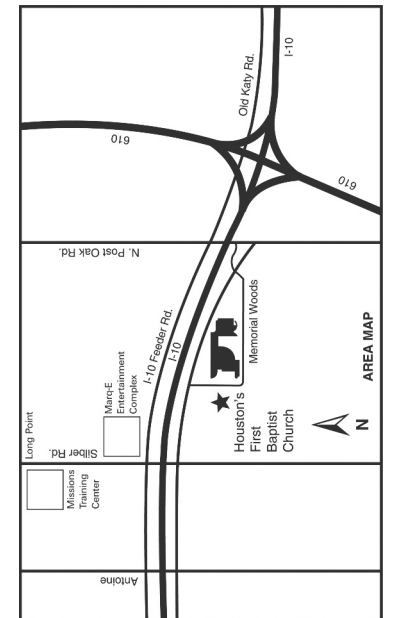 Old Katy Rd.
I-10
610
610
N. Post Oak Rd.
I-10 Feeder Rd.
I-10
Memorial Woods
Marq-E
Entertainment
Complex
Houston's
First
Baptist
Church
AREA MAP
N
Long Point
Silber Rd.
Missions
Training
Center
Antoine